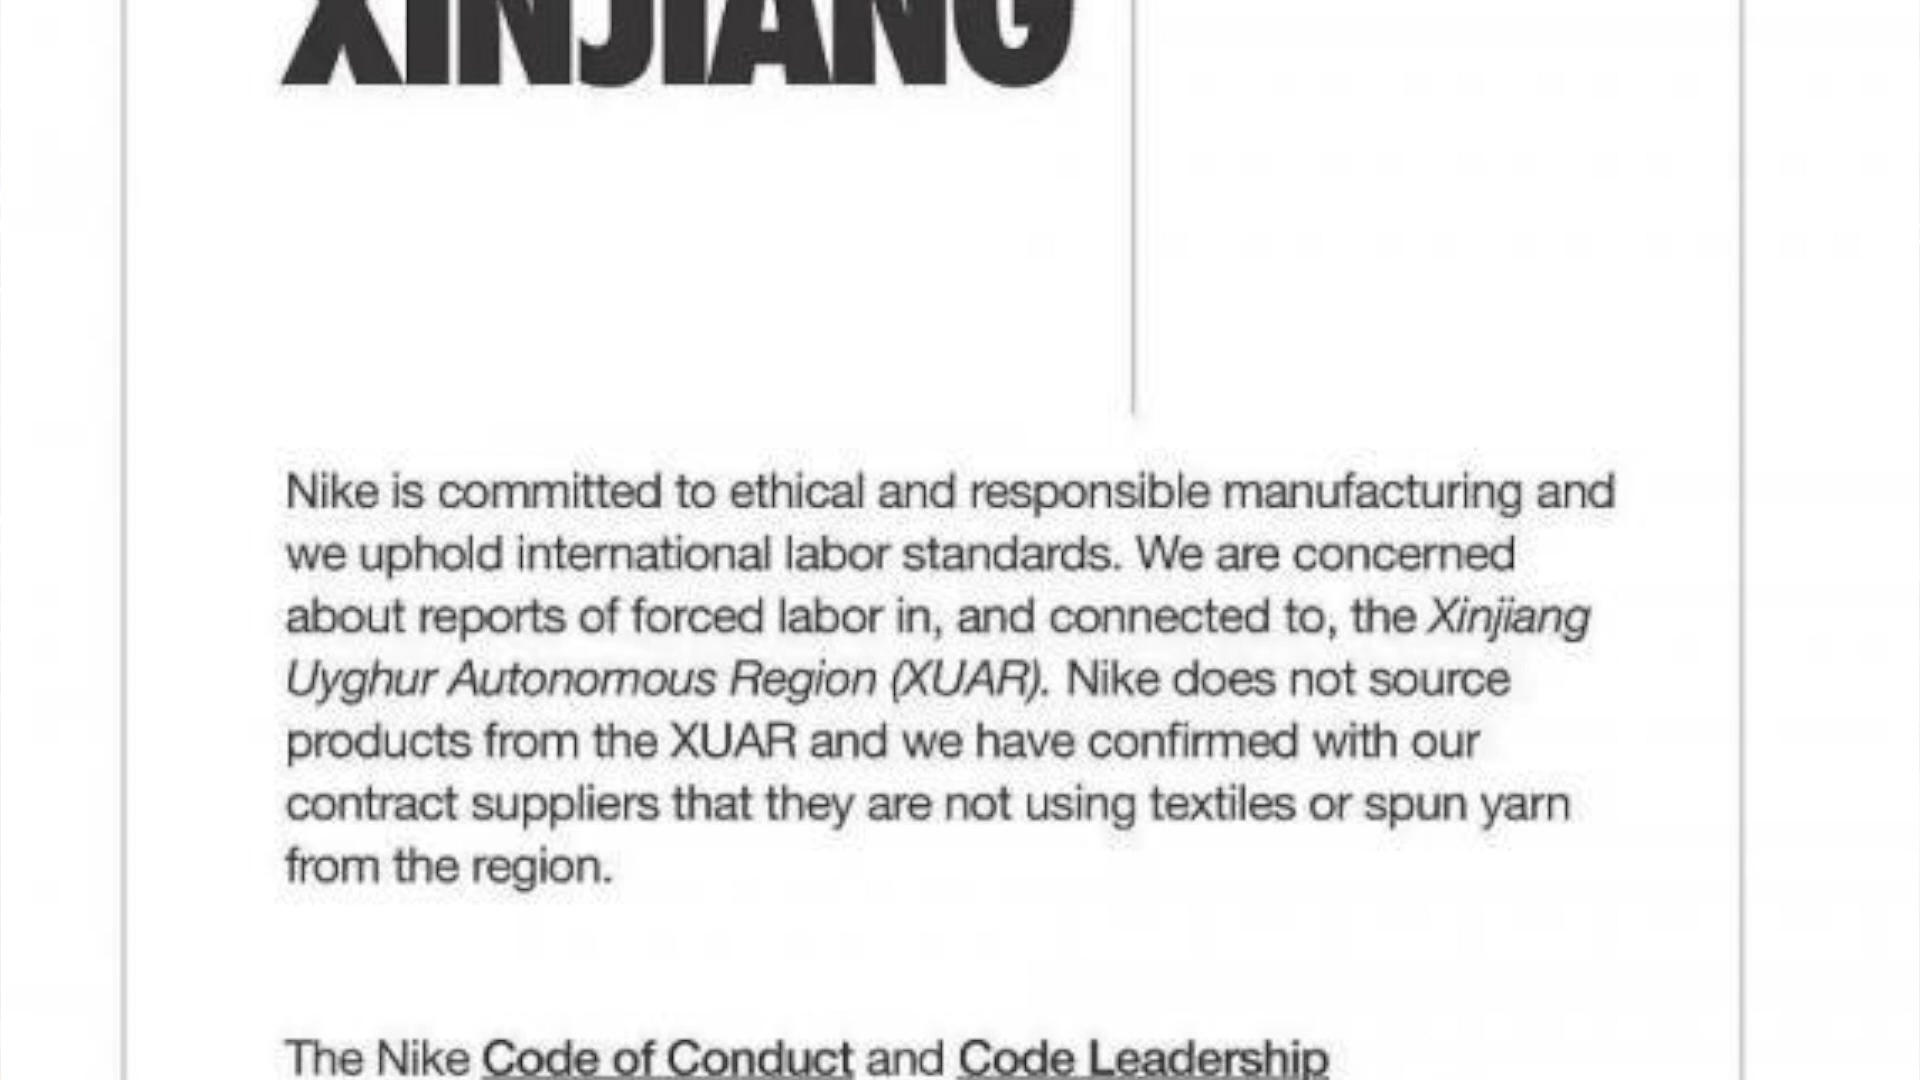 XINJIANG
Nike is committed to ethical and responsible manufacturing and
we uphold international labor standards. We are concerned
about reports of forced labor in, and connected to, the Xinjiang
Uyghur Autonomous Region (XUAR). Nike does not source
products from the XUAR and we have confirmed with our
contract suppliers that they are not using textiles or spun yarn
from the region.
The Nike Code of Conduct and Code Leadership